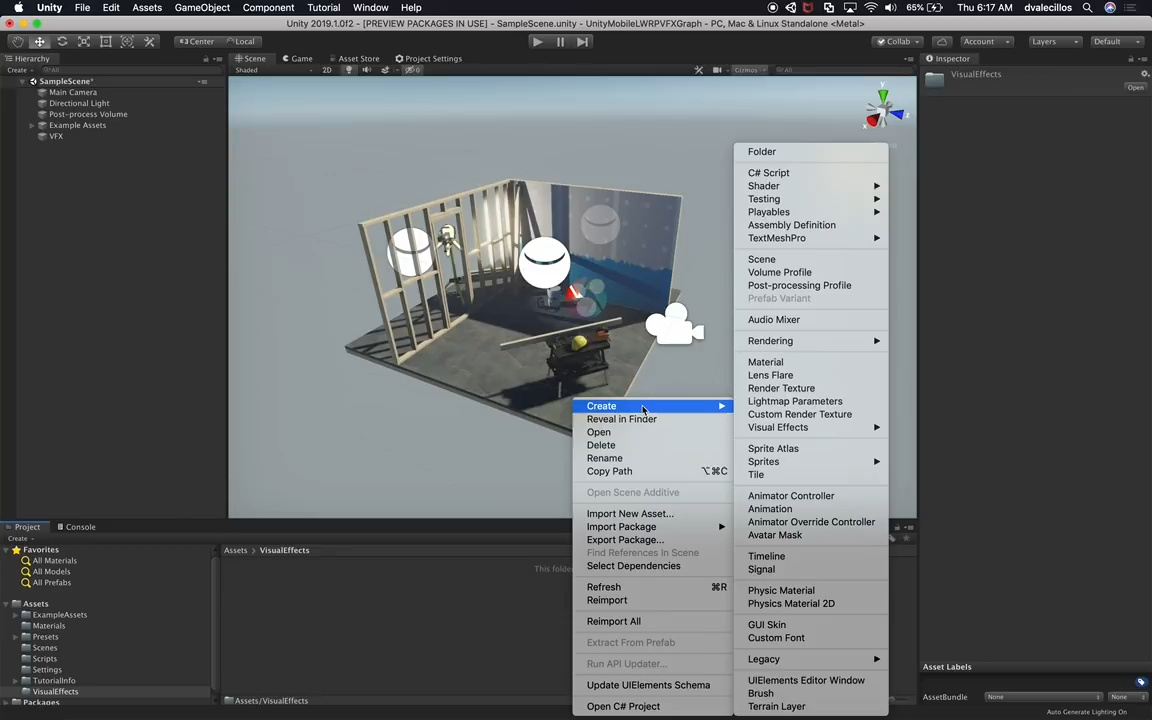 Unity File Edit Assets GameObject Component Tutorial Window Help 65% Thu 6:17 AM dvalecillos
Unity 2019.1.0f2 - [PREVIEW PACKAGES IN USE] - SampleScene.unity - UnityMobileLWRPVFXGraph - PC, Mac & Linux Standalone <Metal>
Center Local Collab Account Layers Default
Hierarchy
Create All
SampleScene*
Main Camera
Directional Light
Post-process Volume
Example Assets
VFX
Scene Game Asset Store Project Settings
Shaded 2D 0 Gizmos All
y
x
z
Inspector
VisualEffects
Open
Folder
C# Script
Shader
Testing
Playables
Assembly Definition
TextMeshPro
Scene
Volume Profile
Post-processing Profile
Prefab Variant
Audio Mixer
Rendering
Material
Lens Flare
Render Texture
Lightmap Parameters
Custom Render Texture
Visual Effects
Sprite Atlas
Sprites
Tile
Animator Controller
Animation
Animator Override Controller
Avatar Mask
Timeline
Signal
Physic Material
Physics Material 2D
GUI Skin
Custom Font
Legacy
UIElements Editor Window
Brush
Terrain Layer
Create
Reveal in Finder
Open
Delete
Rename
Copy Path ⌥⌘C
Open Scene Additive
Import New Asset...
Import Package
Export Package...
Find References In Scene
Select Dependencies
Refresh ⌘R
Reimport
Reimport All
Extract From Prefab
Run API Updater...
Update UIElements Schema
Open C# Project
Project Console
Create
Favorites
All Materials
All Models
All Prefabs
Assets
ExampleAssets
Materials
Presets
Scenes
Scripts
Settings
TutorialInfo
VisualEffects
Packages
Assets > VisualEffects
This folde
Assets/VisualEffects
Asset Labels
AssetBundle None None
Auto Generate Lighting On